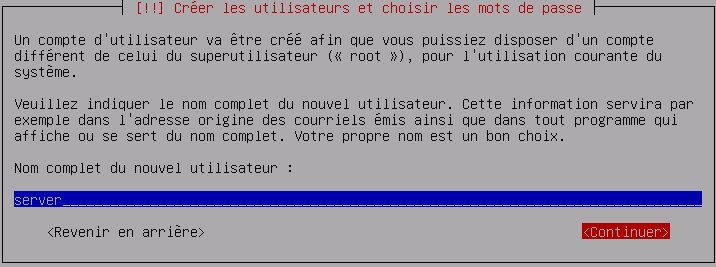 [!!] Créer les utilisateurs et choisir les mots de passe
Un compte d'utilisateur va être créé afin que vous puissiez disposer d'un compte
différent de celui du superutilisateur (« root »), pour l'utilisation courante du
système.
Veuillez indiquer le nom complet du nouvel utilisateur. Cette information servira par
exemple dans l'adresse origine des courriels émis ainsi que dans tout programme qui
affiche ou se sert du nom complet. Votre propre nom est un bon choix.
Nom complet du nouvel utilisateur :
server
<Revenir en arrière> <Continuer>